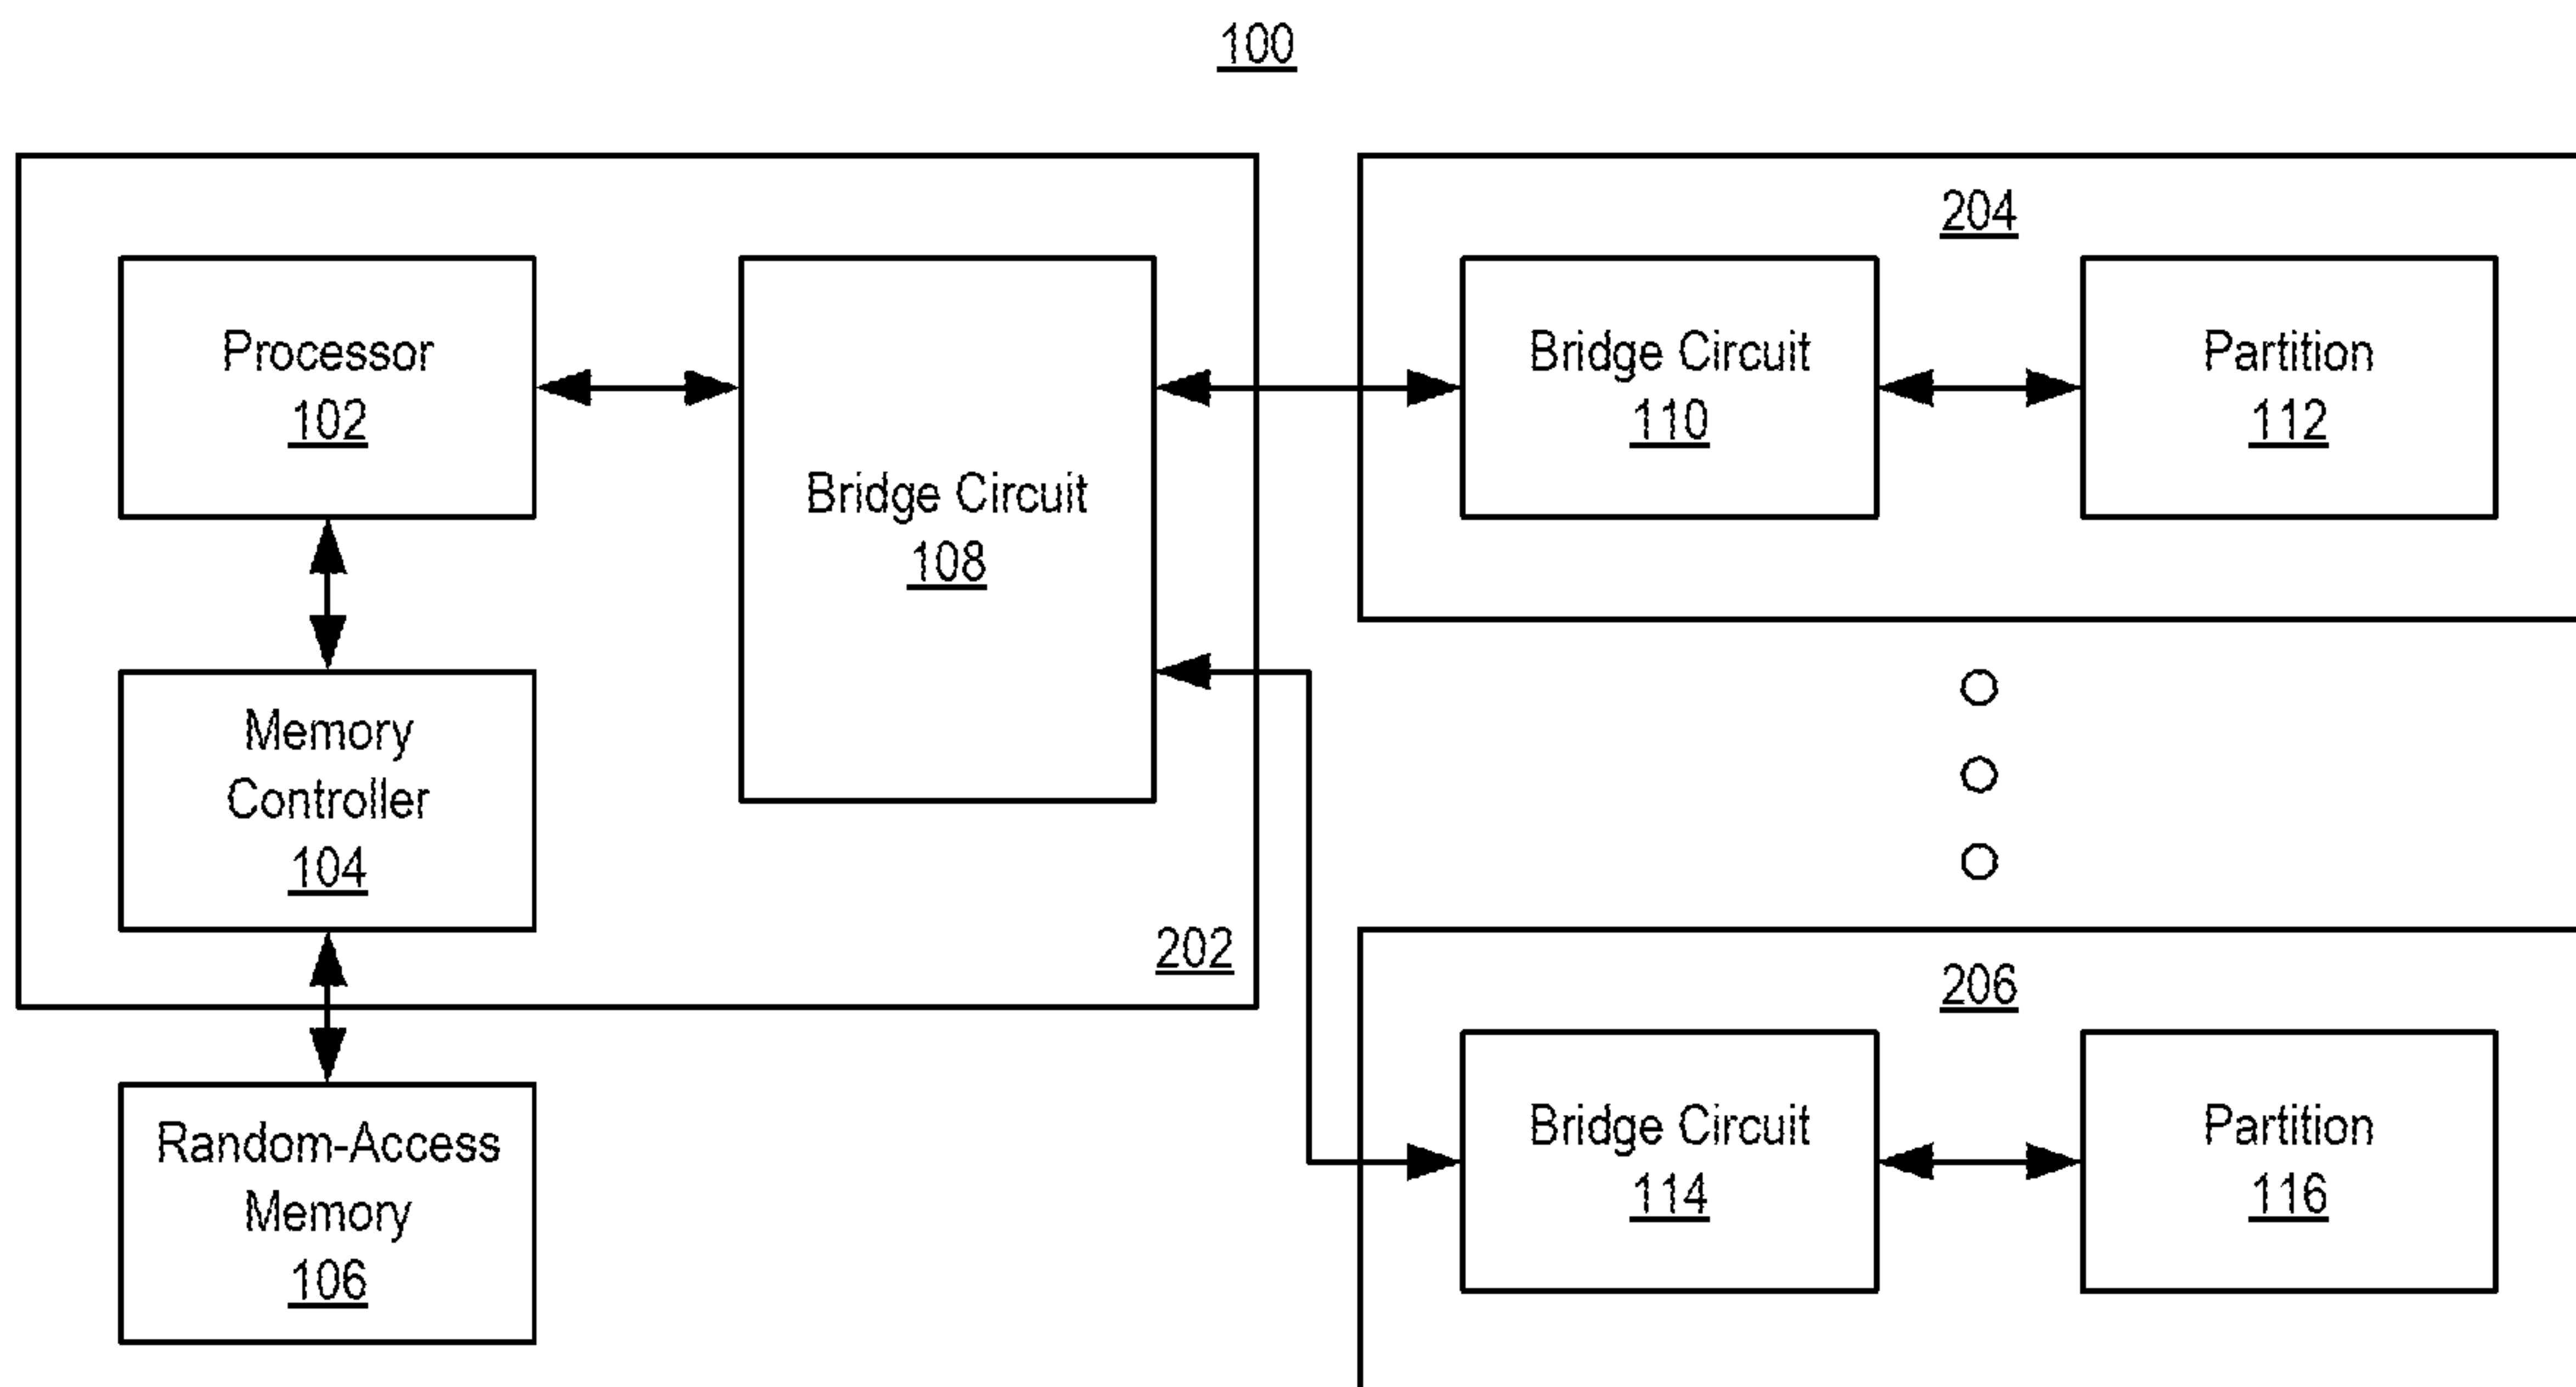 100
204
Processor
102
Bridge Circuit
108
Bridge Circuit
110
Partition
112
Memory
Controller
104
202
206
Random-Access
Memory
106
Bridge Circuit
114
Partition
116